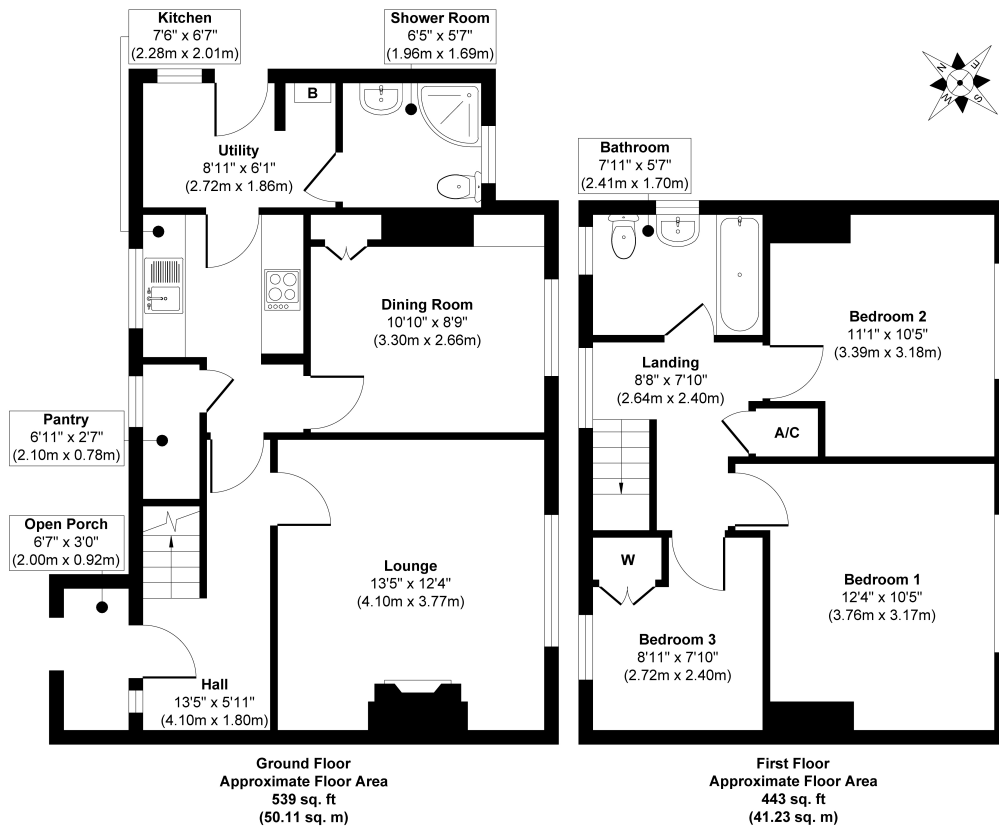 Kitchen
7'6" x 6'7"
(2.28m x 2.01m)
Shower Room
6'5" x 5'7"
(1.96m x 1.69m)
N
E
S
W
B
Utility
8'11" x 6'1"
(2.72m x 1.86m)
Bathroom
7'11" x 5'7"
(2.41m x 1.70m)
Dining Room
10'10" x 8'9"
(3.30m x 2.66m)
Bedroom 2
11'1" x 10'5"
(3.39m x 3.18m)
Landing
8'8" x 7'10"
(2.64m x 2.40m)
Pantry
6'11" x 2'7"
(2.10m x 0.78m)
A/C
Open Porch
6'7" x 3'0"
(2.00m x 0.92m)
Lounge
13'5" x 12'4"
(4.10m x 3.77m)
W
Bedroom 1
12'4" x 10'5"
(3.76m x 3.17m)
Bedroom 3
8'11" x 7'10"
(2.72m x 2.40m)
Hall
13'5" x 5'11"
(4.10m x 1.80m)
Ground Floor
Approximate Floor Area
539 sq. ft
(50.11 sq. m)
First Floor
Approximate Floor Area
443 sq. ft
(41.23 sq. m)